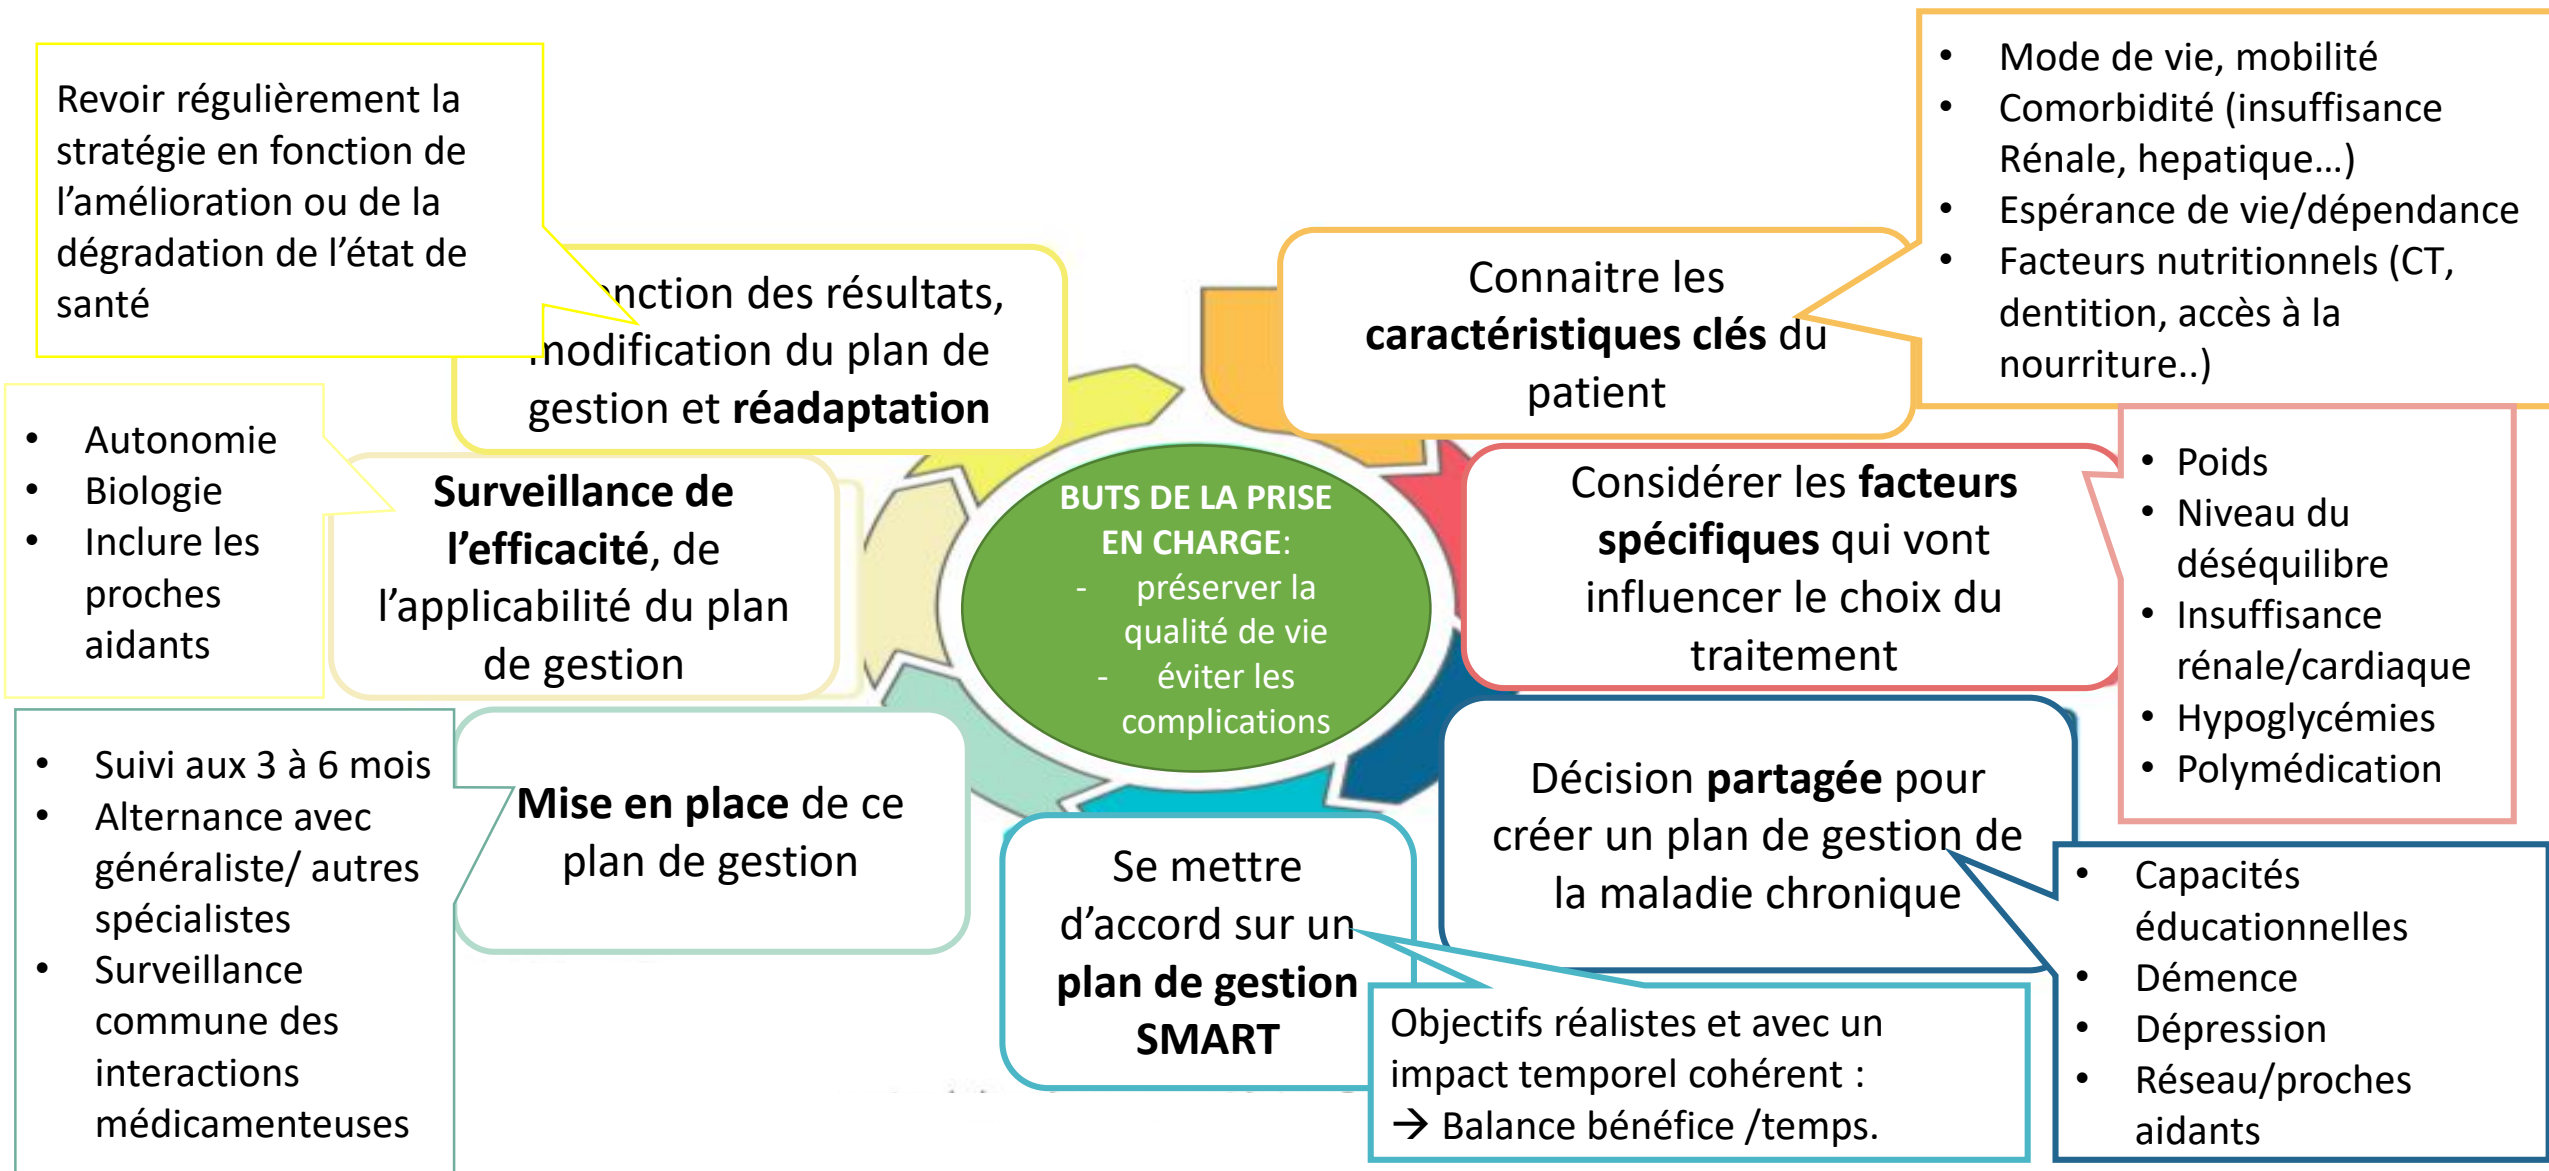 • Mode de vie, mobilité
• Comorbidité (insuffisance
Rénale, hepatique…)
• Espérance de vie/dépendance
• Facteurs nutritionnels (CT,
dentition, accès à la
nourriture..)
Connaitre les
caractéristiques clés du
patient
• Poids
• Niveau du
déséquilibre
• Insuffisance
rénale/cardiaque
• Hypoglycémies
• Polymédication
Considérer les facteurs
spécifiques qui vont
influencer le choix du
traitement
Décision partagée pour
créer un plan de gestion de
la maladie chronique
• Capacités
éducationnelles
• Démence
• Dépression
• Réseau/proches
aidants
Se mettre
d’accord sur un
plan de gestion
SMART
Objectifs réalistes et avec un
impact temporel cohérent :
→ Balance bénéfice /temps.
Mise en place de ce
plan de gestion
• Suivi aux 3 à 6 mois
• Alternance avec
généraliste/ autres
spécialistes
• Surveillance
commune des
interactions
médicamenteuses
Surveillance de
l’efficacité, de
l’applicabilité du plan
de gestion
• Autonomie
• Biologie
• Inclure les
proches
aidants
des résultats,
modification du plan de
gestion et réadaptation
Revoir régulièrement la
stratégie en fonction de
l’amélioration ou de la
dégradation de l’état de
santé
BUTS DE LA PRISE
EN CHARGE:
- préserver la
qualité de vie
- éviter les
complications